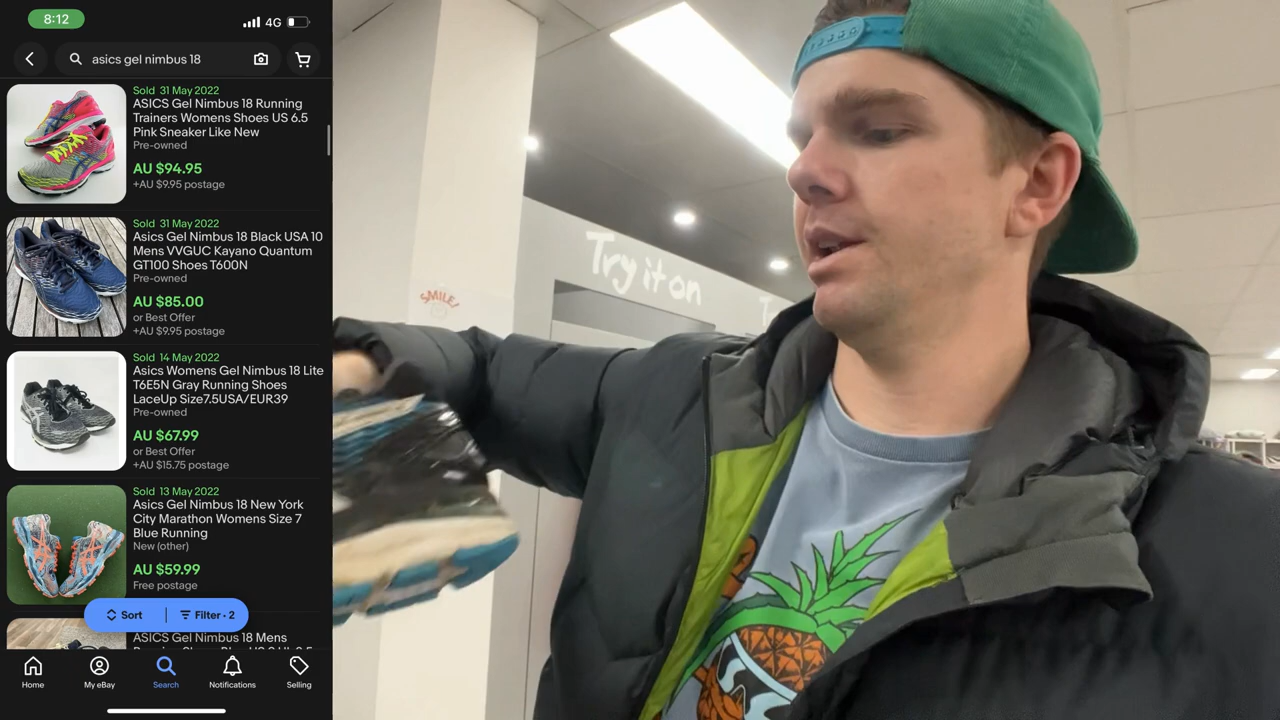 8:12
4G
asics gel nimbus 18
Sold 31 May 2022
ASICS Gel Nimbus 18 Running
Trainers Womens Shoes US 6.5
Pink Sneaker Like New
Pre-owned
AU $94.95
+AU $9.95 postage
Sold 31 May 2022
Asics Gel Nimbus 18 Black USA 10
Mens VVGUC Kayano Quantum
GT100 Shoes T600N
Pre-owned
AU $85.00
or Best Offer
+AU $9.95 postage
Sold 14 May 2022
Asics Womens Gel Nimbus 18 Lite
T6E5N Gray Running Shoes
LaceUp Size7.5USA/EUR39
Pre-owned
AU $67.99
or Best Offer
+AU $15.75 postage
Sold 13 May 2022
Asics Gel Nimbus 18 New York
City Marathon Womens Size 7
Blue Running
New (other)
AU $59.99
Free postage
Sort
Filter • 2
ASICS Gel Nimbus 18 Mens
Home
My eBay
Search
Notifications
Selling
SMILE!
Try it on
T